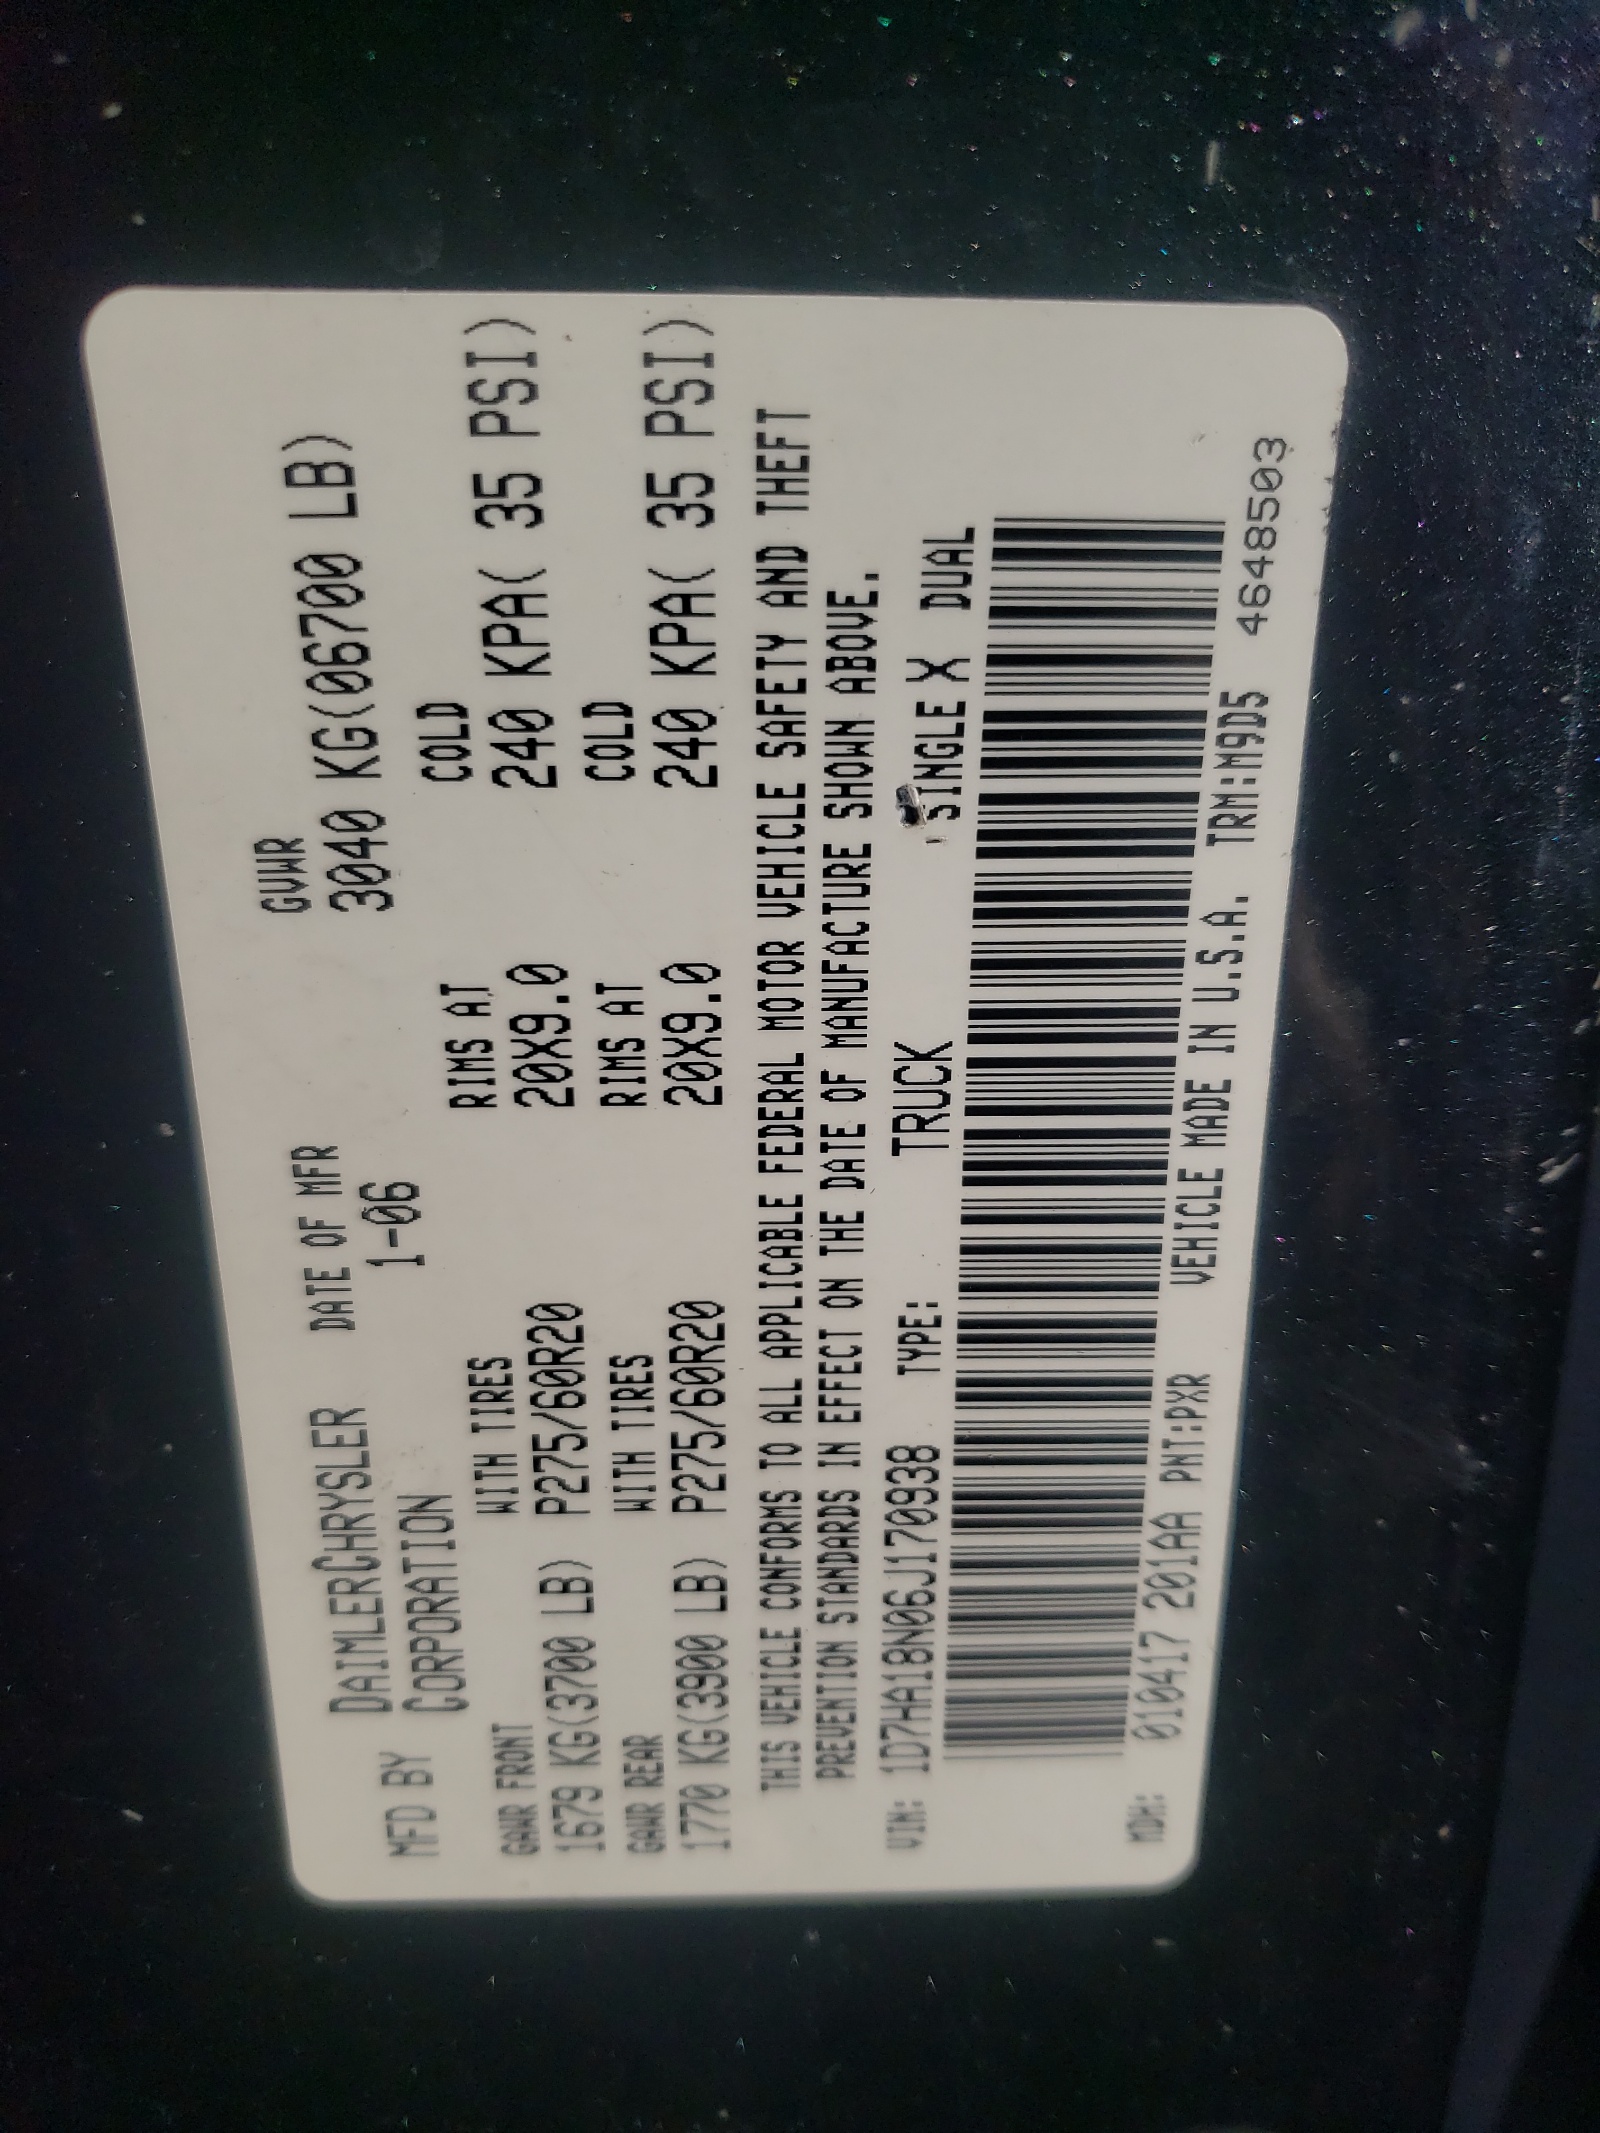 MFD BY DAIMLERCHRYSLER CORPORATION DATE OF MFR 1-06 GVWR 3040 KG(06700 LB)
GAWR FRONT WITH TIRES RIMS AT COLD
1679 KG(3700 LB) P275/60R20 20X9.0 240 KPA( 35 PSI)
GAWR REAR WITH TIRES RIMS AT COLD
1770 KG(3900 LB) P275/60R20 20X9.0 240 KPA( 35 PSI)
THIS VEHICLE CONFORMS TO ALL APPLICABLE FEDERAL MOTOR VEHICLE SAFETY AND THEFT
PREVENTION STANDARDS IN EFFECT ON THE DATE OF MANUFACTURE SHOWN ABOVE.
VIN: 1D7HA18N06J170938 TYPE: TRUCK SINGLE X DUAL
MDH: 010417 201AA PNT:PXR VEHICLE MADE IN U.S.A. TRM:M9D5 4648503